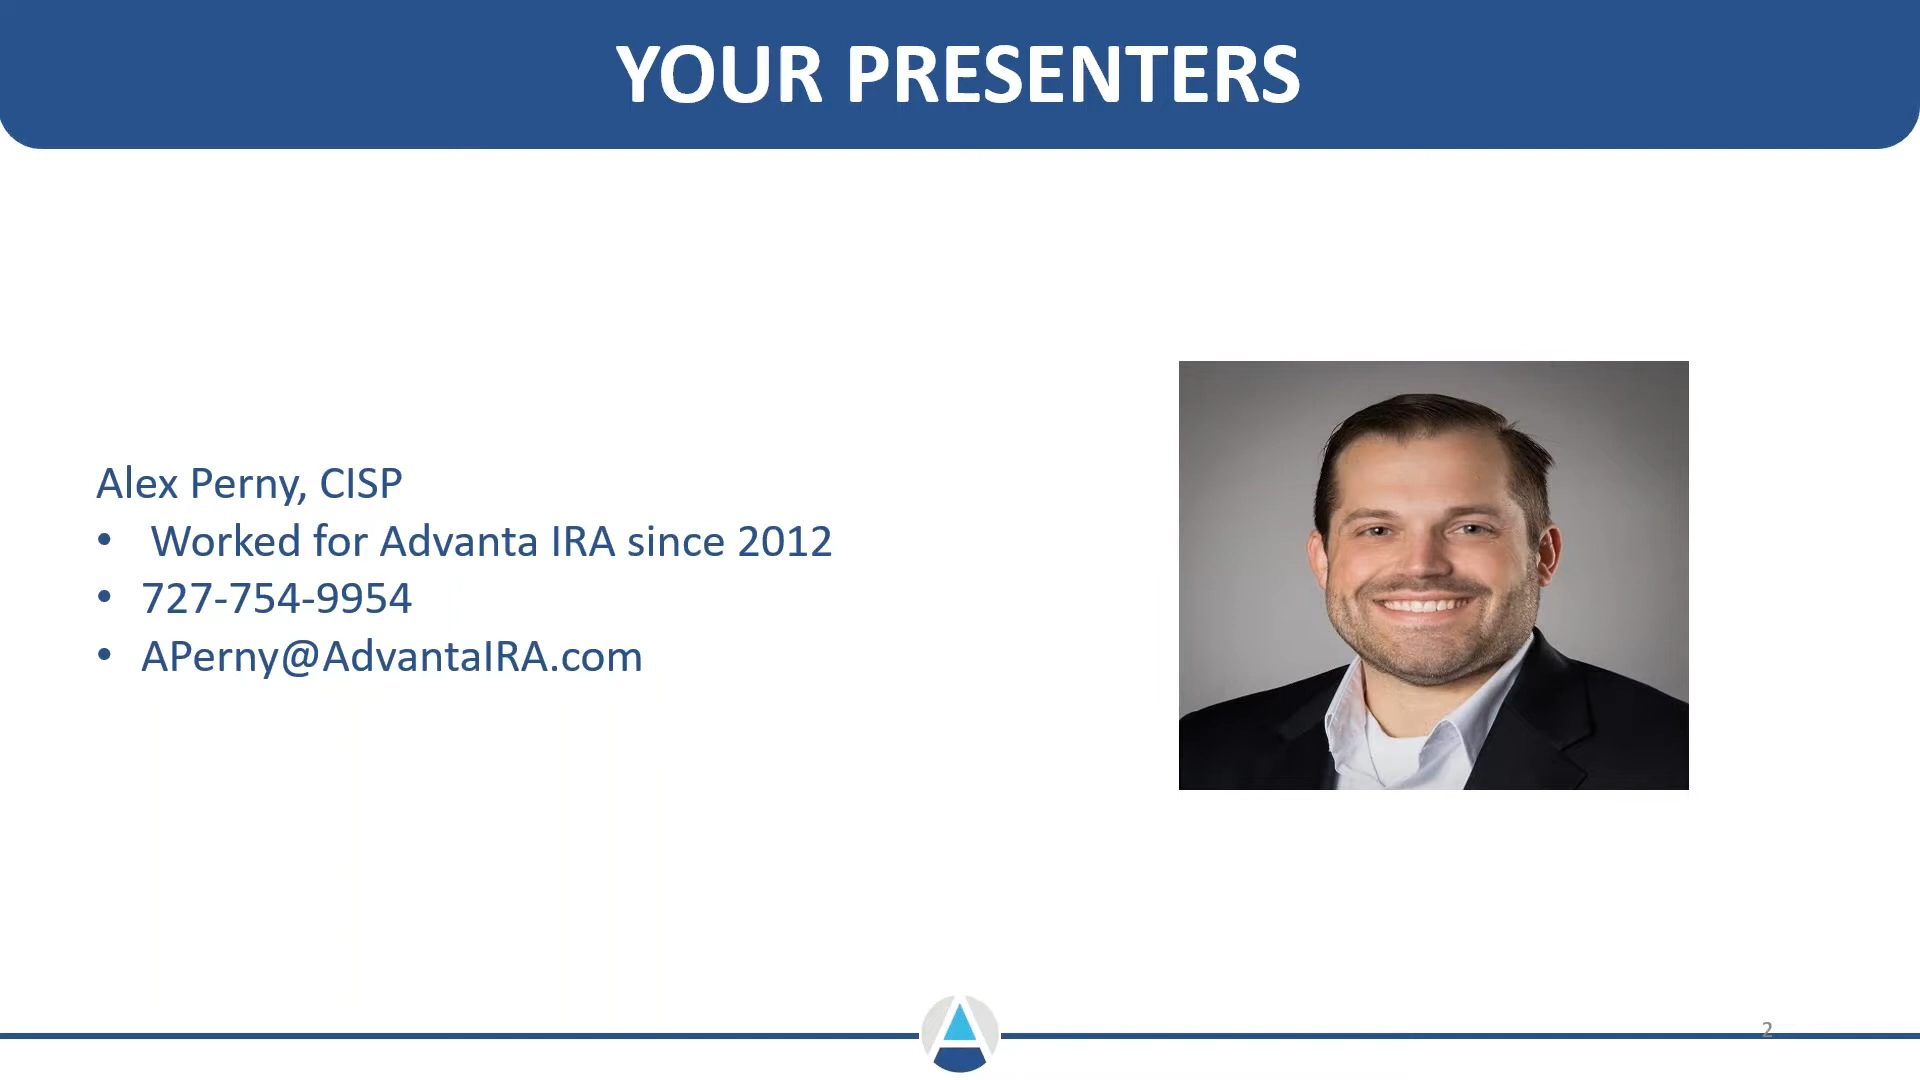 YOUR PRESENTERS
Alex Perny, CISP
• Worked for Advanta IRA since 2012
• 727-754-9954
• APerny@AdvantaIRA.com
2